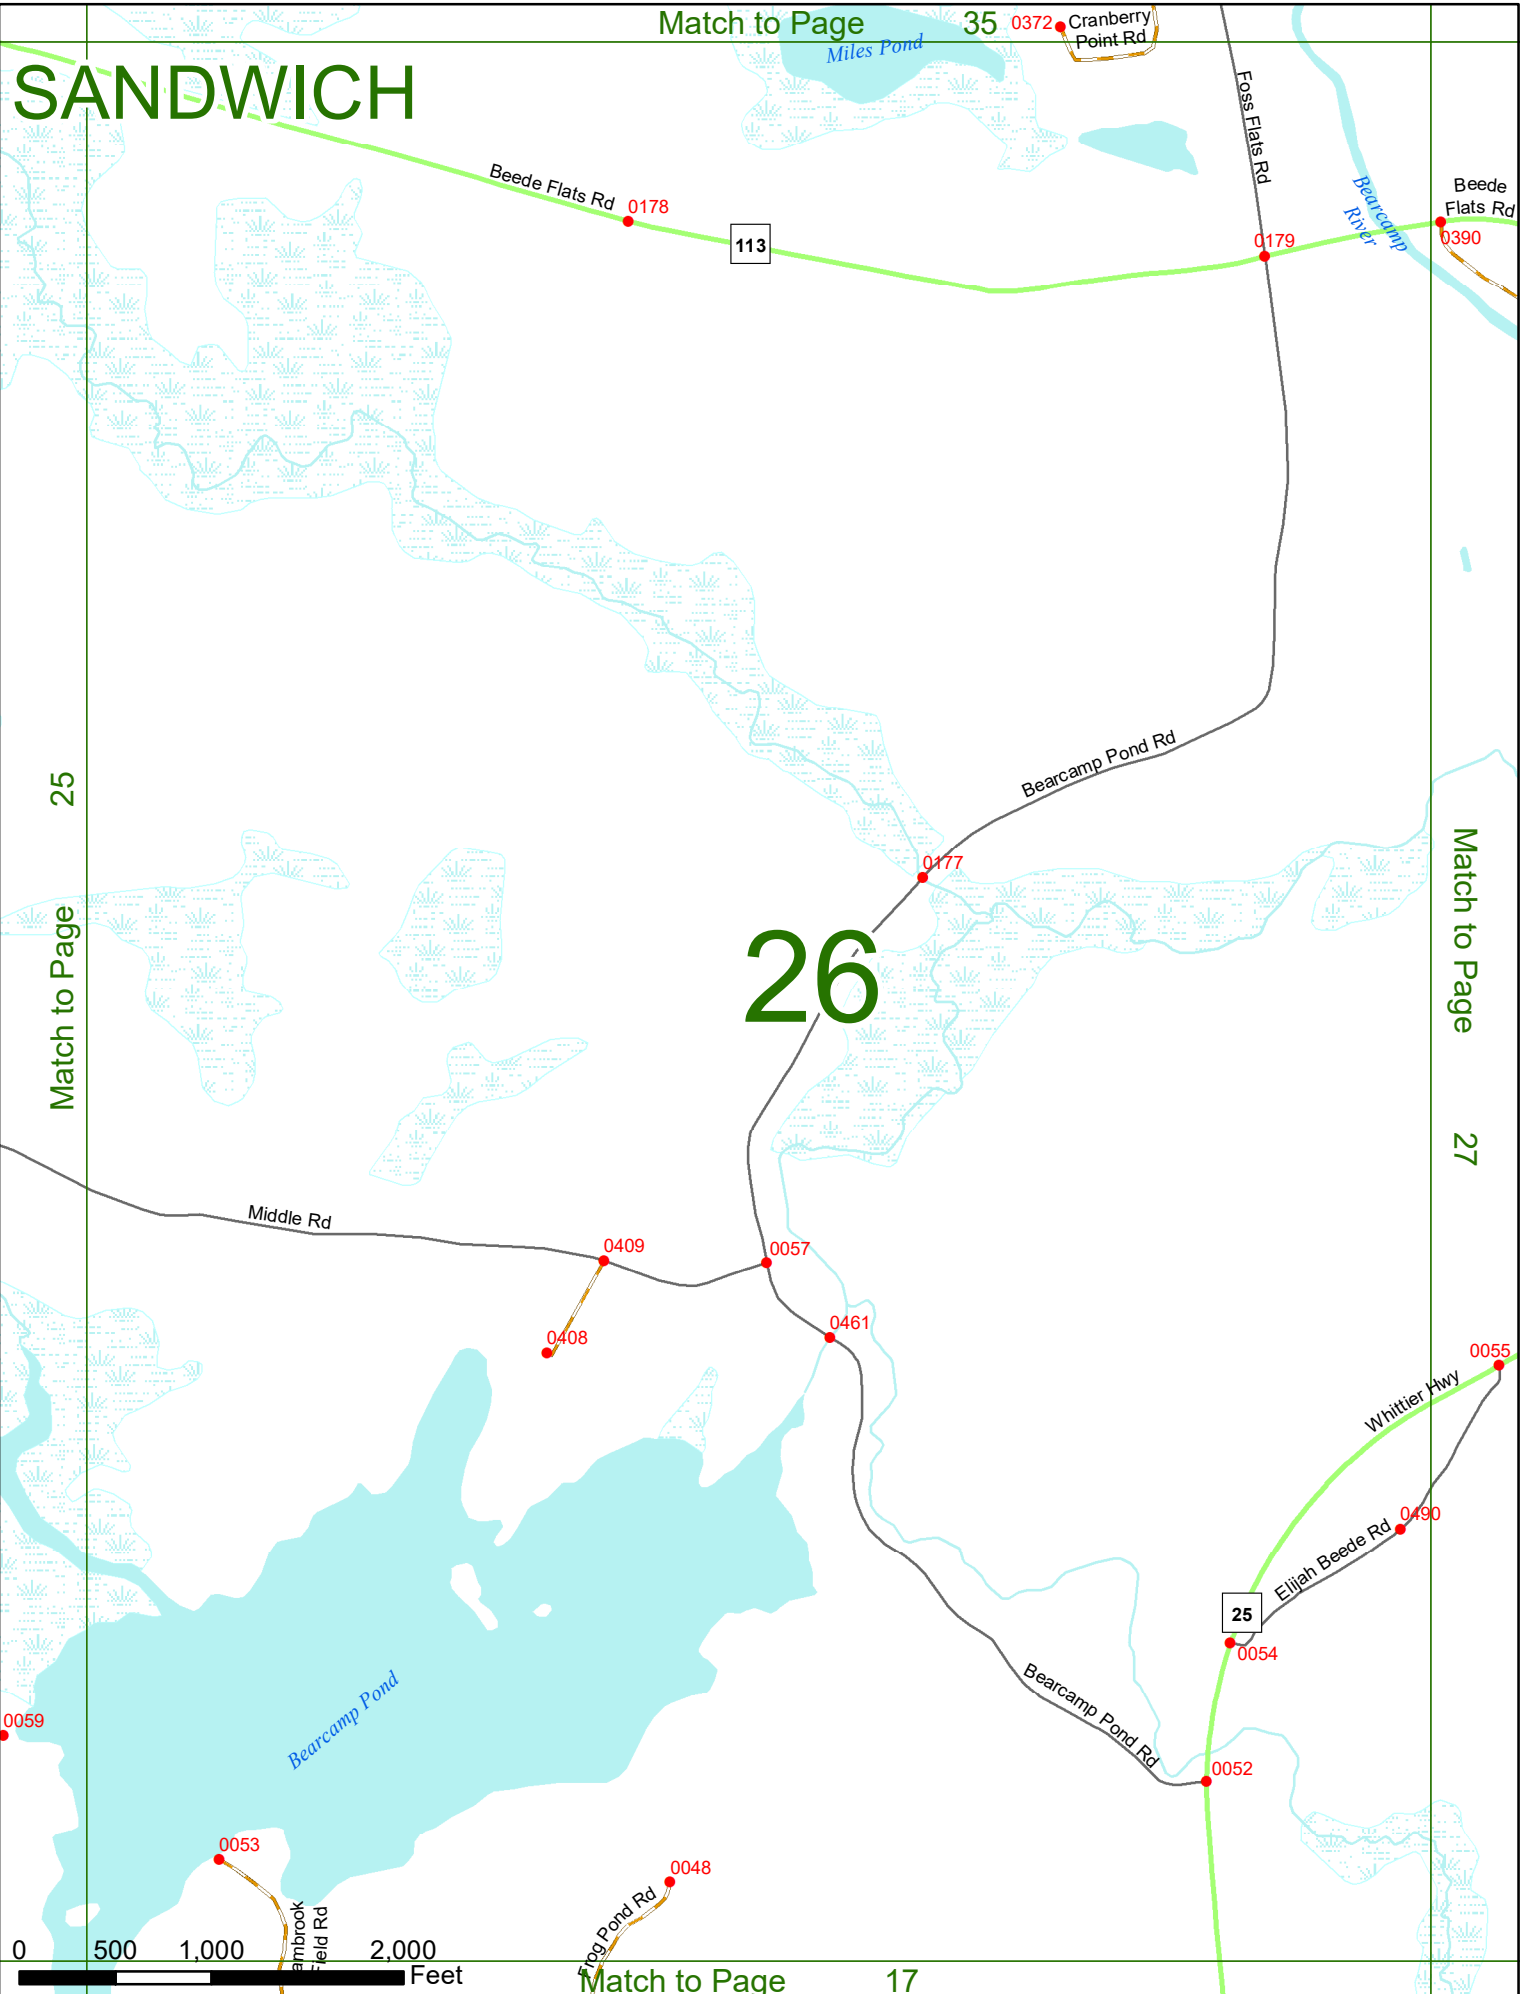 Match to Page 35
0372
Cranberry
Point Rd
Miles Pond
SANDWICH
Foss Flats Rd
Beede Flats Rd
0178
113
0179
Bearcamp
River
Beede
Flats Rd
0390
Match to Page 25
Bearcamp Pond Rd
0177
26
Match to Page 27
Middle Rd
0409
0057
0408
0461
0055
Whittier Hwy
0490
Elijah Beede Rd
25
0054
Bearcamp Pond
0059
Bearcamp Pond Rd
0052
0053
0048
ambrook
Field Rd
Frog Pond Rd
0 500 1,000 2,000
Feet
Match to Page 17